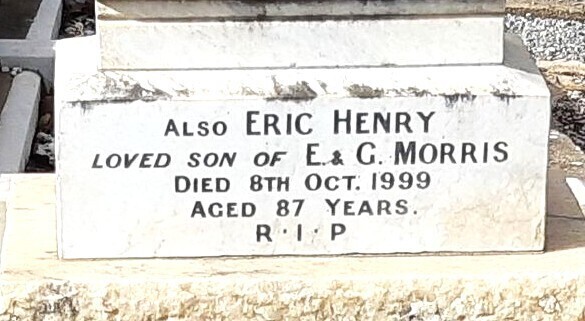 ALSO ERIC HENRY
LOVED SON OF E. & G. MORRIS
DIED 8TH OCT. 1999
AGED 87 YEARS.
R·I·P